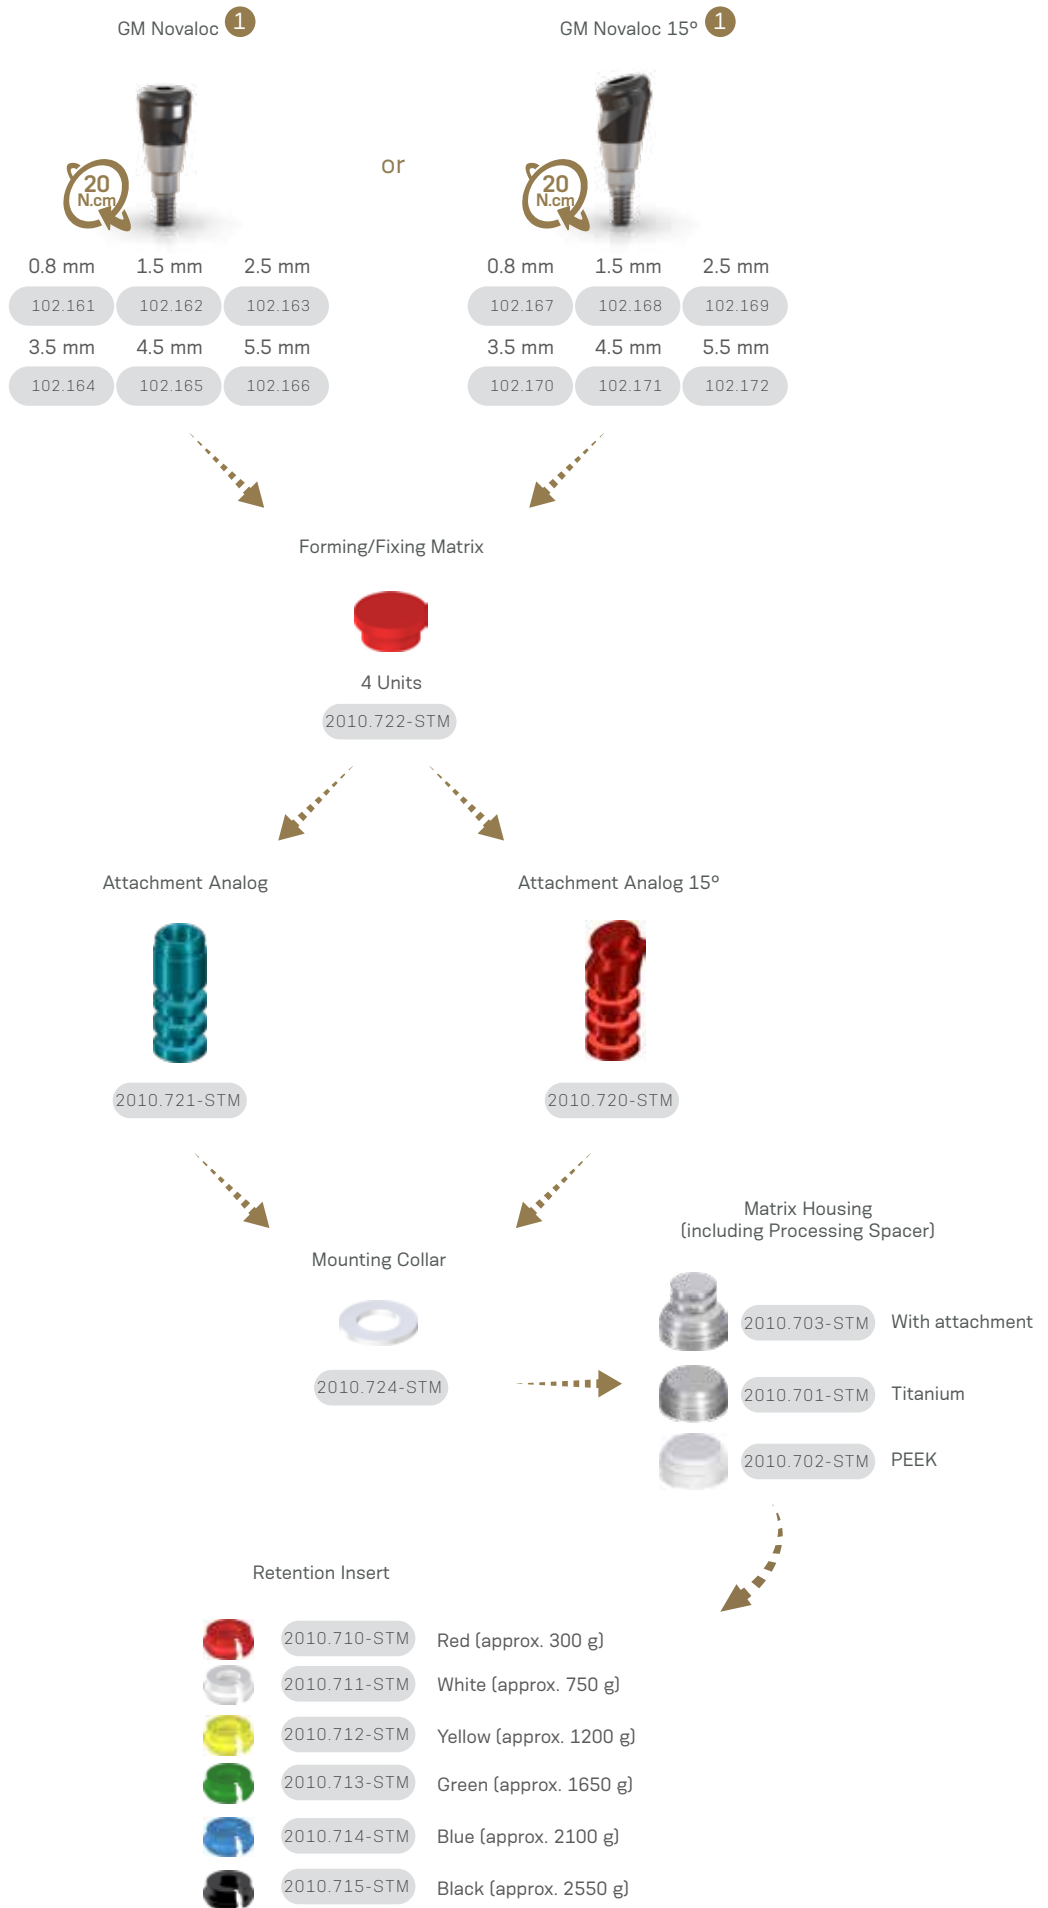 GM Novaloc 1
GM Novaloc 15° 1
20
N.cm
or
20
N.cm
0.8 mm 1.5 mm 2.5 mm
102.161 102.162 102.163
3.5 mm 4.5 mm 5.5 mm
102.164 102.165 102.166
0.8 mm 1.5 mm 2.5 mm
102.167 102.168 102.169
3.5 mm 4.5 mm 5.5 mm
102.170 102.171 102.172
Forming/Fixing Matrix
4 Units
2010.722-STM
Attachment Analog
2010.721-STM
Attachment Analog 15°
2010.720-STM
Mounting Collar
2010.724-STM
Matrix Housing
(including Processing Spacer)
2010.703-STM With attachment
2010.701-STM Titanium
2010.702-STM PEEK
Retention Insert
2010.710-STM Red (approx. 300 g)
2010.711-STM White (approx. 750 g)
2010.712-STM Yellow (approx. 1200 g)
2010.713-STM Green (approx. 1650 g)
2010.714-STM Blue (approx. 2100 g)
2010.715-STM Black (approx. 2550 g)